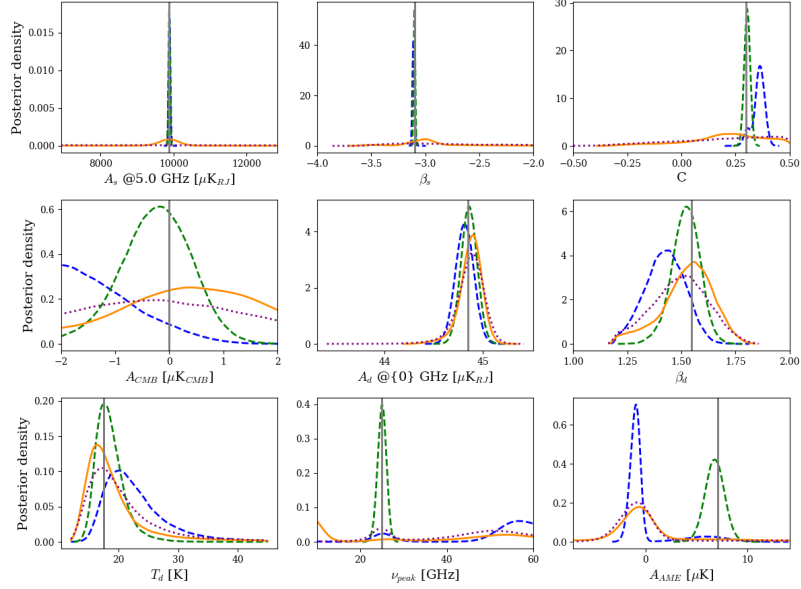 Posterior density
0.015
0.010
0.005
0.000
8000 10000 12000
A_s @5.0 GHz [μK_RJ]
40
20
0
−4.0 −3.5 −3.0 −2.5 −2.0
β_s
30
20
10
0
−0.50 −0.25 0.00 0.25 0.50
C
Posterior density
0.6
0.4
0.2
0.0
−2 −1 0 1 2
A_CMB [μK_CMB]
4
2
0
44 45
A_d @{0} GHz [μK_RJ]
6
4
2
0
1.00 1.25 1.50 1.75 2.00
β_d
Posterior density
0.20
0.15
0.10
0.05
0.00
20 30 40
T_d [K]
0.4
0.3
0.2
0.1
0.0
20 40 60
ν_peak [GHz]
0.6
0.4
0.2
0.0
0 10
A_AME [μK]